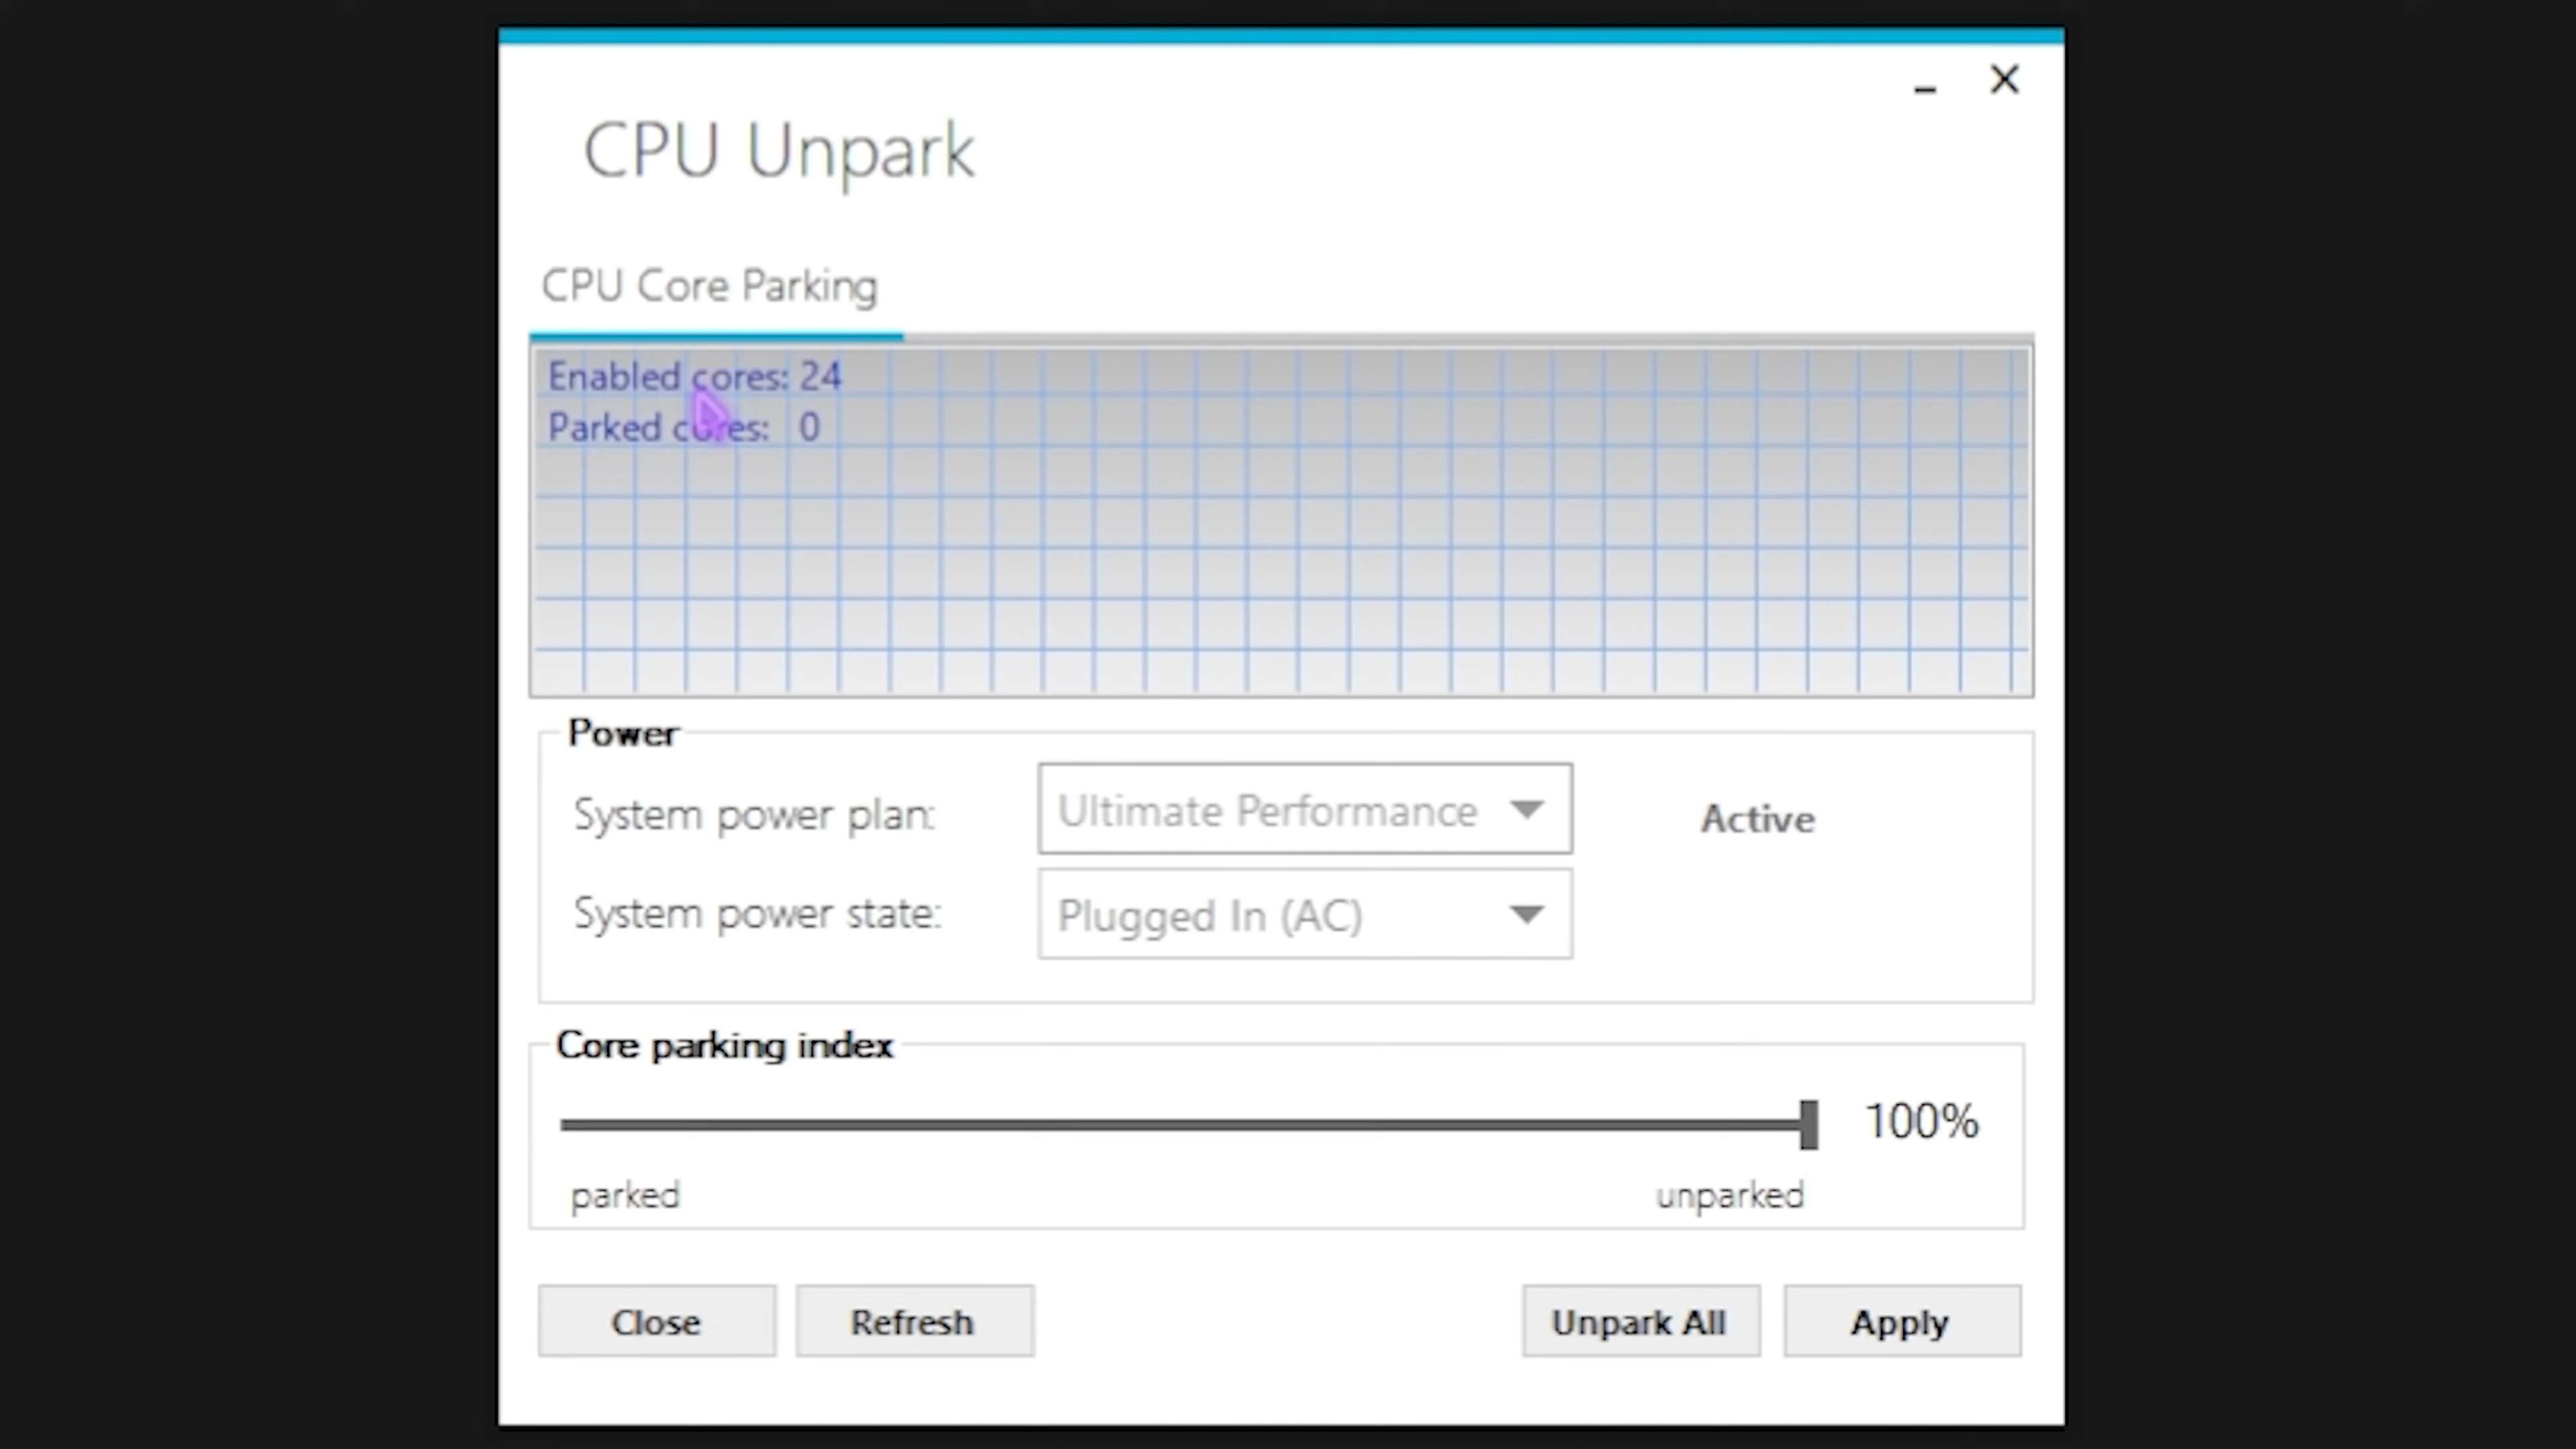 CPU Unpark
CPU Core Parking
Enabled cores: 24
Parked cores: 0
Power
System power plan:
Ultimate Performance
Active
System power state:
Plugged In (AC)
Core parking index
100%
parked
unparked
Close
Refresh
Unpark All
Apply